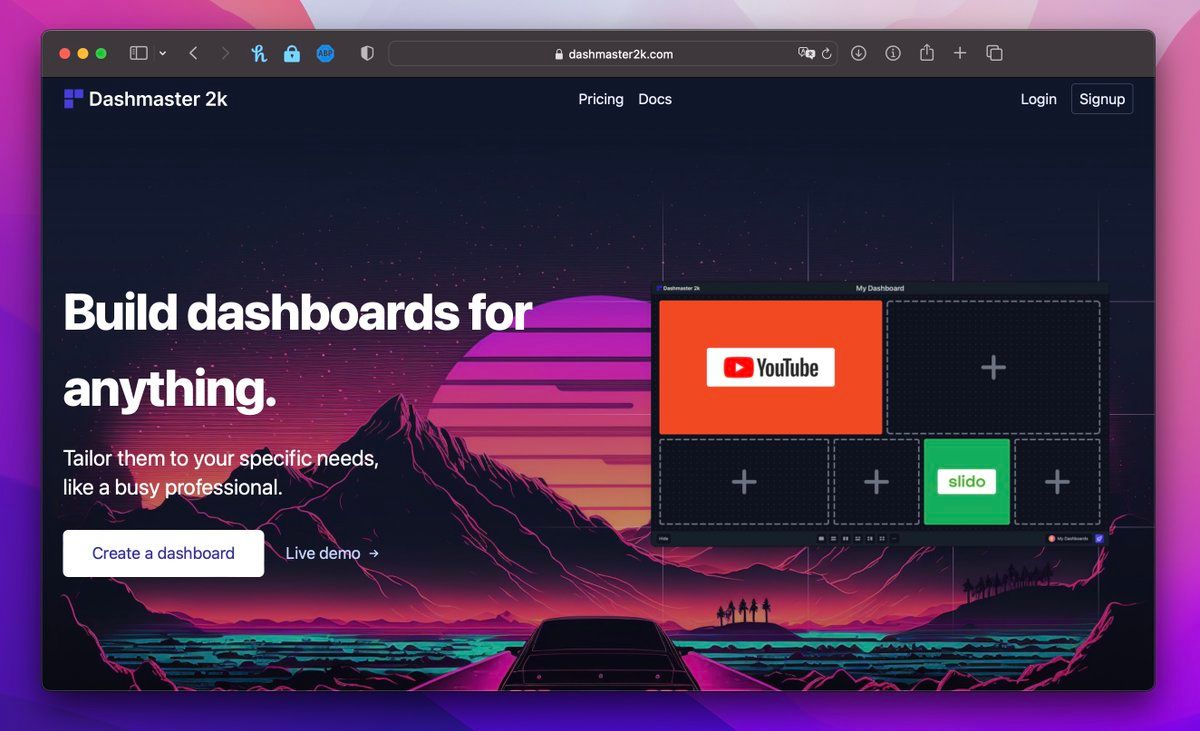 ABP
dashmaster2k.com
Dashmaster 2k
Pricing
Docs
Login
Signup
Build dashboards for
anything.
Tailor them to your specific needs,
like a busy professional.
Create a dashboard
Live demo →
Dashmaster 2k
My Dashboard
YouTube
slido
Hide
My Dashboards